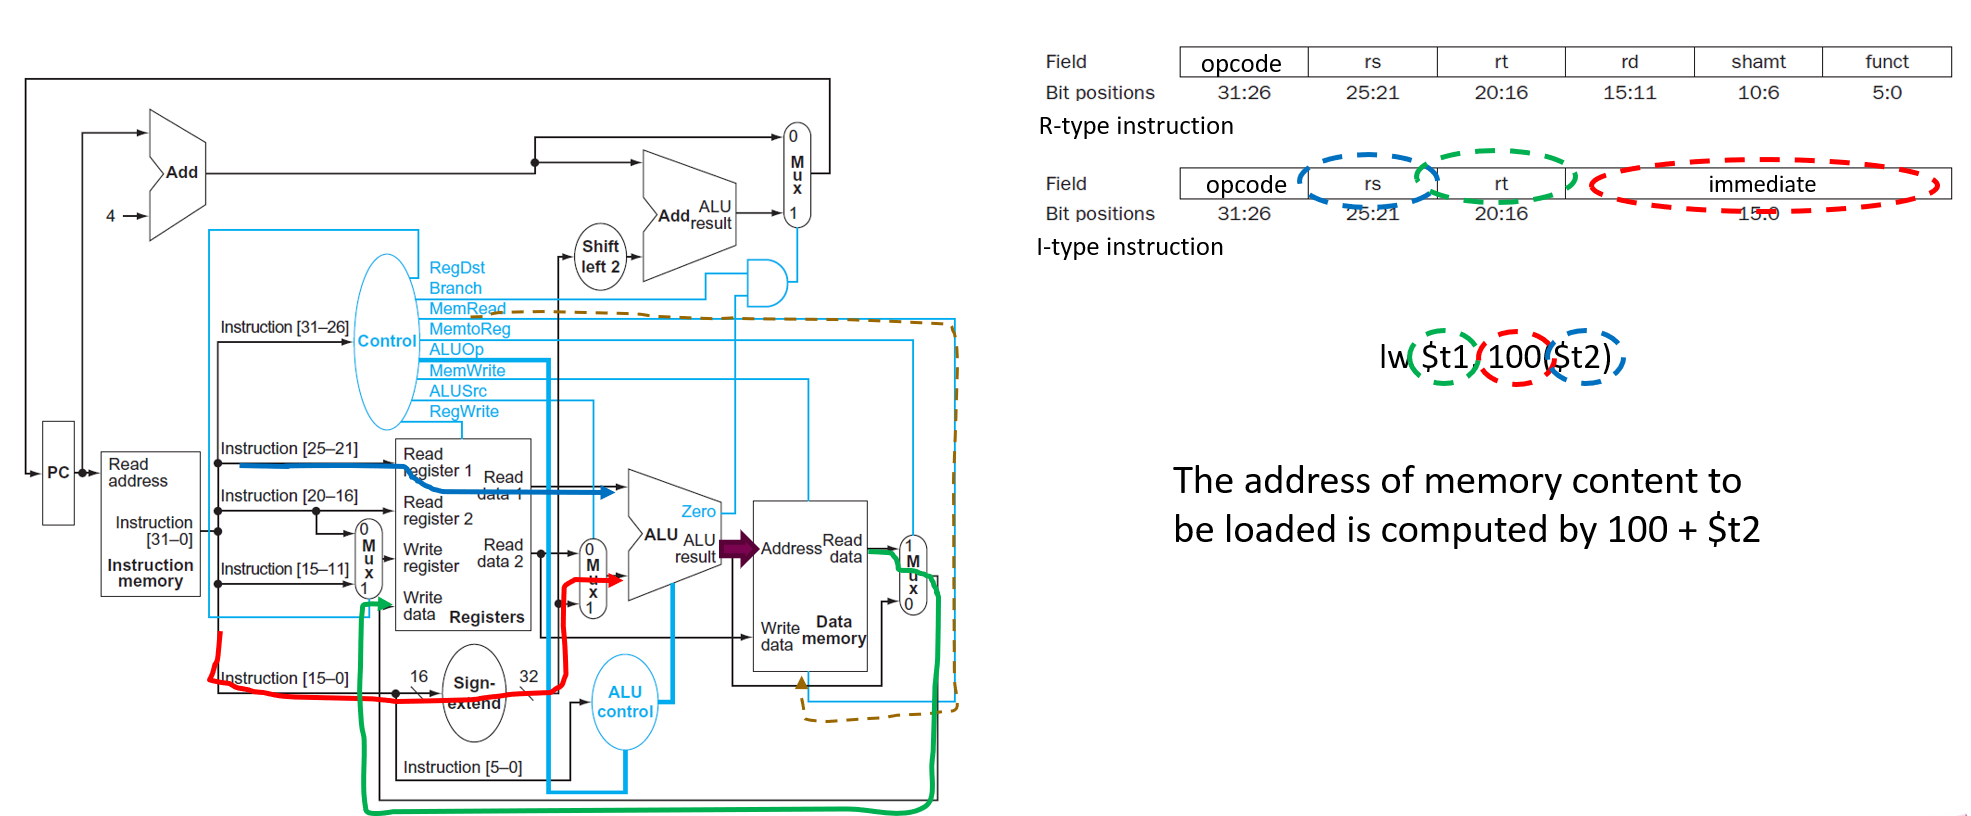 Field opcode rs rt rd shamt funct
Bit positions 31:26 25:21 20:16 15:11 10:6 5:0
R-type instruction
Field opcode rs rt immediate
Bit positions 31:26 25:21 20:16 15:0
I-type instruction
lw $t1, 100($t2)
The address of memory content to
be loaded is computed by 100 + $t2
Add
4
0
M
u
x
1
Add ALU
result
Shift
left 2
RegDst
Branch
MemRead
MemtoReg
ALUOp
MemWrite
ALUSrc
RegWrite
Control
Instruction [31–26]
Instruction [25–21]
Instruction [20–16]
Instruction [15–11]
Instruction [15–0]
Instruction [5–0]
PC
Read
address
Instruction
[31–0]
Instruction
memory
0
M
u
x
1
Read
register 1
Read
data 1
Read
register 2
Write
register
Read
data 2
Write
data
Registers
0
M
u
x
1
Zero
ALU ALU
result
Address
Read
data
Write
data
Data
memory
1
M
u
x
0
16
Sign-
extend
32
ALU
control